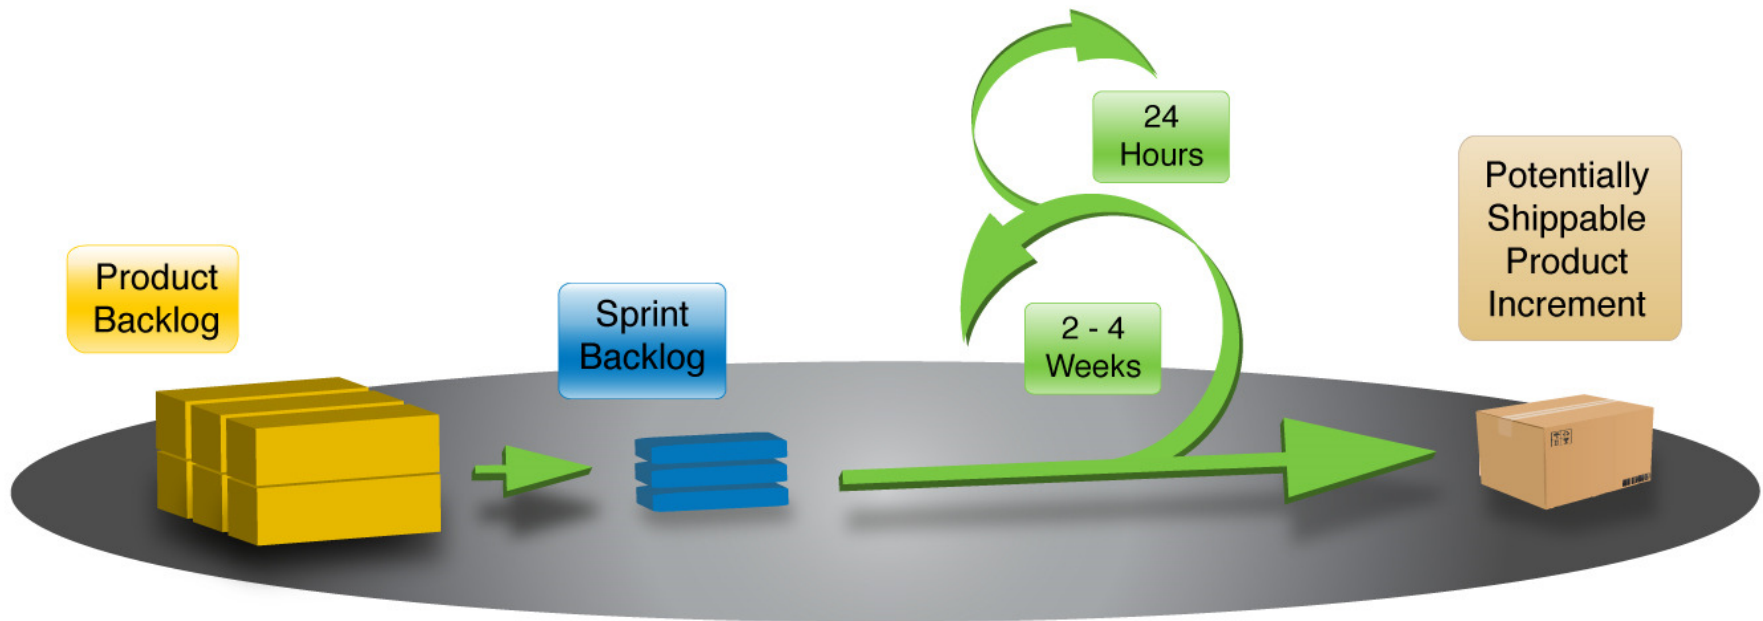 Product
Backlog
Sprint
Backlog
24
Hours
2 - 4
Weeks
Potentially
Shippable
Product
Increment